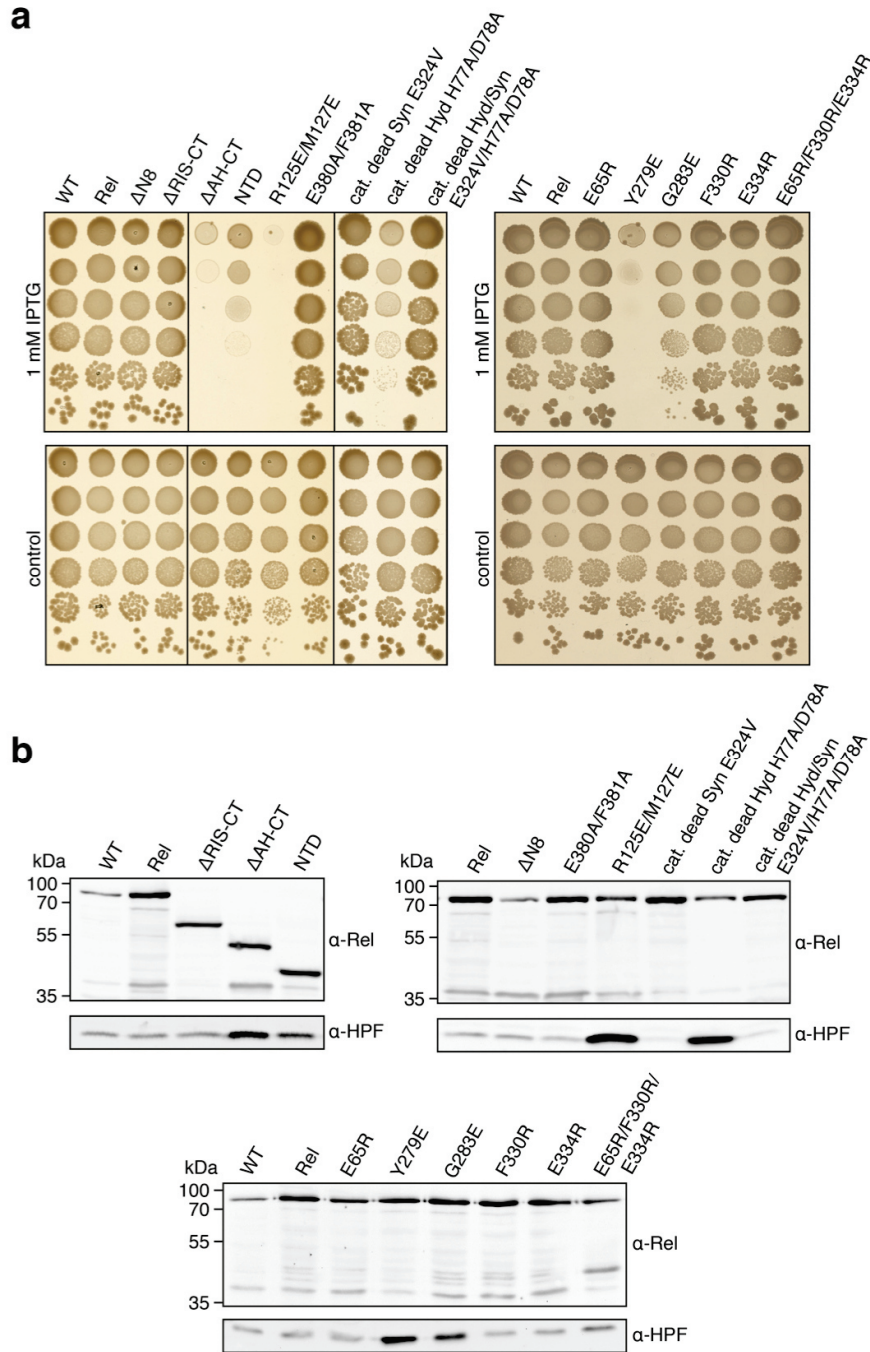 a
WT
Rel
ΔN8
ΔRIS-CT
ΔAH-CT
NTD
R125E/M127E
E380A/F381A
cat. dead Syn E324V
cat. dead Hyd H77A/D78A
cat. dead Hyd/Syn
E324V/H77A/D78A
WT
Rel
E65R
Y279E
G283E
F330R
E334R
E65R/F330R/E334R
1 mM IPTG
1 mM IPTG
control
control
b
kDa
WT
Rel
ΔRIS-CT
ΔAH-CT
NTD
100
70
55
35
α-Rel
α-HPF
kDa
Rel
ΔN8
E380A/F381A
R125E/M127E
cat. dead Syn E324V
cat. dead Hyd H77A/D78A
cat. dead Hyd/Syn
E324V/H77A/D78A
100
70
55
35
α-Rel
α-HPF
kDa
WT
Rel
E65R
Y279E
G283E
F330R
E334R
E65R/F330R/
E334R
100
70
55
35
α-Rel
α-HPF